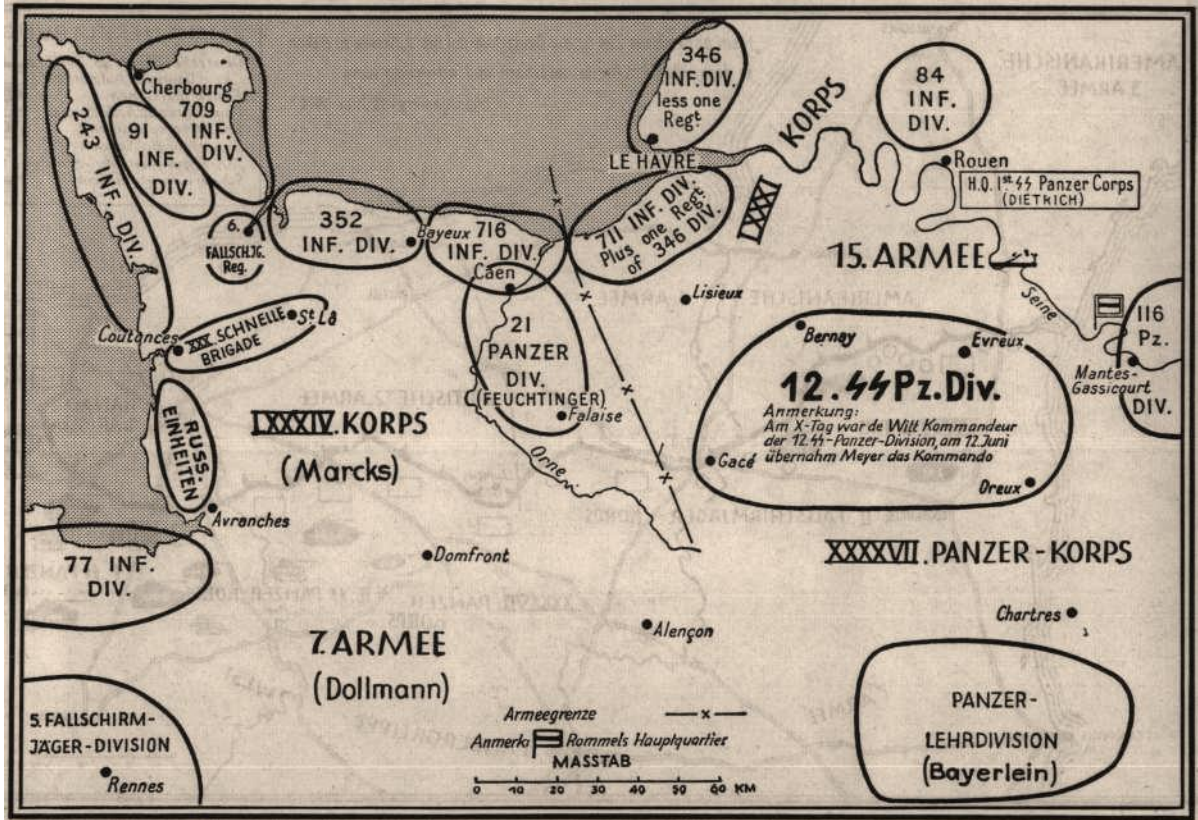 Cherbourg
709
INF.
DIV.
243 INF. DIV.
91
INF.
DIV.
6.
FALLSCH.JG.
Reg.
352
INF. DIV.
Bayeux
716
INF. DIV.
Caen
346
INF. DIV.
less one
Regt
LE HAVRE
711 INF. DIV.
Plus one Regt.
of 346 DIV.
LXXXI KORPS
84
INF.
DIV.
Rouen
H.Q. Ist SS Panzer Corps
(DIETRICH)
15. ARMEE
Seine
Lisieux
116
Pz.
DIV.
Mantes-
Gassicourt
Coutances
XXX SCHNELLE
BRIGADE
St Lô
21
PANZER
DIV.
(FEUCHTINGER)
Falaise
Orne
Bernay
Evreux
12. SS Pz. Div.
Anmerkung:
Am X-Tag war de Witt Kommandeur
der 12. SS-Panzer-Division, am 12. Juni
übernahm Meyer das Kommando
Gacé
Dreux
RUSS.
EINHEITEN
LXXXIV. KORPS
(Marcks)
Avranches
77 INF.
DIV.
Domfront
XXXXVII. PANZER-KORPS
Alençon
Chartres
7. ARMEE
(Dollmann)
5. FALLSCHIRM-
JÄGER-DIVISION
Rennes
Armeegrenze
Anmerk: Rommels Hauptquartier
MASSTAB
0 10 20 30 40 50 60 KM
PANZER-
LEHRDIVISION
(Bayerlein)